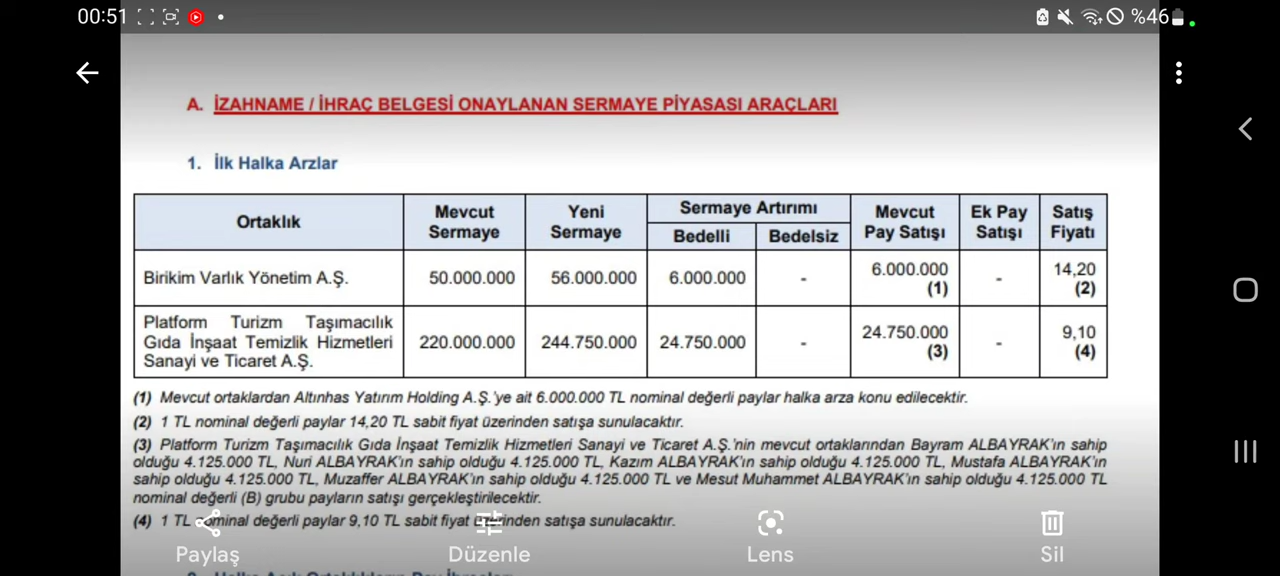 00:51
%46
A. İZAHNAME / İHRAÇ BELGESİ ONAYLANAN SERMAYE PİYASASI ARAÇLARI
1. İlk Halka Arzlar
Ortaklık Mevcut Sermaye Yeni Sermaye Sermaye Artırımı Bedelli Bedelsiz Mevcut Pay Satışı Ek Pay Satışı Satış Fiyatı
Birikim Varlık Yönetim A.Ş. 50.000.000 56.000.000 6.000.000 - 6.000.000 (1) - 14,20 (2)
Platform Turizm Taşımacılık
Gıda İnşaat Temizlik Hizmetleri
Sanayi ve Ticaret A.Ş.
220.000.000 244.750.000 24.750.000 - 24.750.000 (3) - 9,10 (4)
(1) Mevcut ortaklardan Altınhas Yatırım Holding A.Ş.'ye ait 6.000.000 TL nominal değerli paylar halka arza konu edilecektir.
(2) 1 TL nominal değerli paylar 14,20 TL sabit fiyat üzerinden satışa sunulacaktır.
(3) Platform Turizm Taşımacılık Gıda İnşaat Temizlik Hizmetleri Sanayi ve Ticaret A.Ş.'nin mevcut ortaklarından Bayram ALBAYRAK'ın sahip
olduğu 4.125.000 TL, Nuri ALBAYRAK'ın sahip olduğu 4.125.000 TL, Kazım ALBAYRAK'ın sahip olduğu 4.125.000 TL, Mustafa ALBAYRAK'ın
sahip olduğu 4.125.000 TL, Muzaffer ALBAYRAK'ın sahip olduğu 4.125.000 TL ve Mesut Muhammet ALBAYRAK'ın sahip olduğu 4.125.000 TL
nominal değerli (B) grubu payların satışı gerçekleştirilecektir.
(4) 1 TL nominal değerli paylar 9,10 TL sabit fiyat üzerinden satışa sunulacaktır.
Paylaş Düzenle Lens Sil